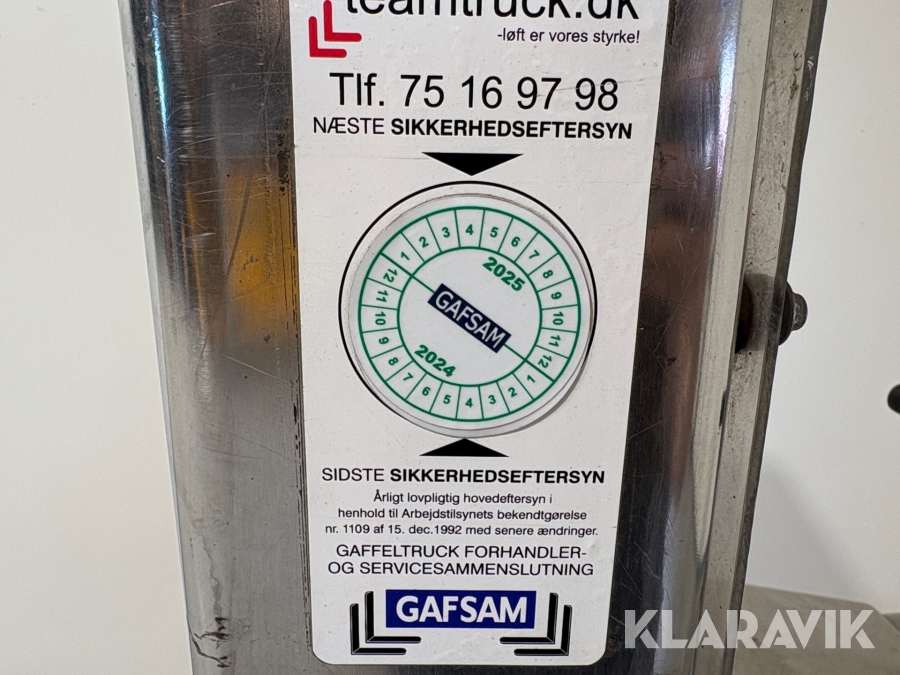 teamtruck.dk
-løft er vores styrke!
Tlf. 75 16 97 98
NÆSTE SIKKERHEDSEFTERSYN
1 2 3 4 5 6 7 8 9 10 11 12
2025
GAFSAM
2024
12 11 10 9 8 7 6 5 4 3 2 1
SIDSTE SIKKERHEDSEFTERSYN
Årligt lovpligtig hovedeftersyn i
henhold til Arbejdstilsynets bekendtgørelse
nr. 1109 af 15. dec.1992 med senere ændringer.
GAFFELTRUCK FORHANDLER-
OG SERVICESAMMENSLUTNING
GAFSAM
KLARAVIK